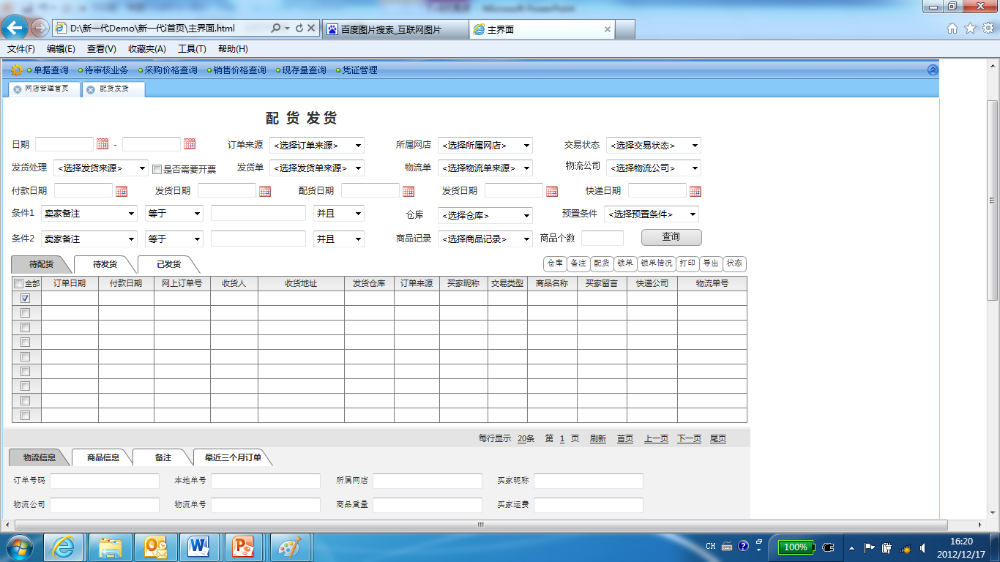 Microsoft PowerPoint
D:\新一代Demo\新一代i首页\主界面.html
百度图片搜索_互联网图片
主界面
文件(F) 编辑(E) 查看(V) 收藏夹(A) 工具(T) 帮助(H)
单据查询 待审核业务 采购价格查询 销售价格查询 现存量查询 凭证管理
网店管理首页 配货发货
配 货 发 货
日期 - 订单来源 <选择订单来源> 所属网店 <选择所属网店> 交易状态 <选择交易状态>
发货处理 <选择发货来源> 是否需要开票 发货单 <选择发货单来源> 物流单 <选择物流单来源> 物流公司 <选择物流公司>
付款日期 发货日期 配货日期 发货日期 快递日期
条件1 卖家备注 等于 并且 仓库 <选择仓库> 预置条件 <选择预置条件>
条件2 卖家备注 等于 并且 商品记录 <选择商品记录> 商品个数 查询
待配货 待发货 已发货 仓库 备注 配货 锁单 锁单情况 打印 导出 状态
全部 订单日期 付款日期 网上订单号 收货人 收货地址 发货仓库 订单来源 买家昵称 交易类型 商品名称 买家留言 快递公司 物流单号
每行显示 20条 第 1 页 刷新 首页 上一页 下一页 尾页
物流信息 商品信息 备注 最近三个月订单
订单号码 本地单号 所属网店 买家昵称
物流公司 物流单号 商品重量 买家运费
CH 100% 16:20
2012/12/17